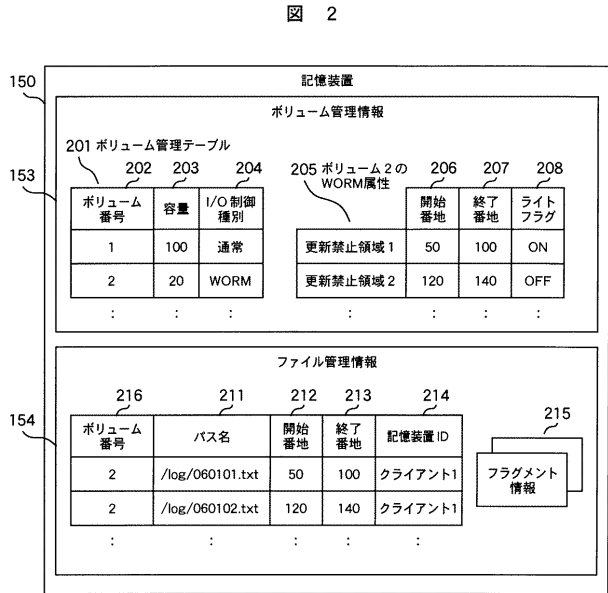 図 2
150
記憶装置
ボリューム管理情報
153
201 ボリューム管理テーブル
202 203 204
ボリューム番号 容量 I/O制御種別
1 100 通常
2 20 WORM
: : :
205 ボリューム2のWORM属性
206 207 208
開始番地 終了番地 ライトフラグ
更新禁止領域1 50 100 ON
更新禁止領域2 120 140 OFF
: : : :
ファイル管理情報
154
216 211 212 213 214
ボリューム番号 パス名 開始番地 終了番地 記憶装置ID
2 /log/060101.txt 50 100 クライアント1
2 /log/060102.txt 120 140 クライアント1
: : : : :
215
フラグメント情報